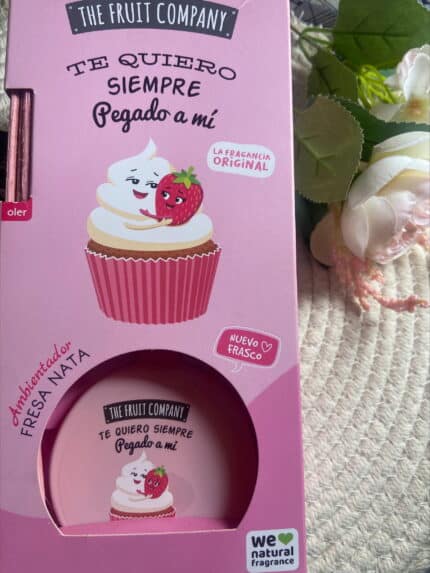 THE FRUIT COMPANY
TE QUIERO
SIEMPRE
Pegado a mí
LA FRAGANCIA
ORIGINAL
oler
NUEVO
FRASCO
Ambientador
FRESA NATA
THE FRUIT COMPANY
TE QUIERO SIEMPRE
Pegado a mí
we
natural
fragrance